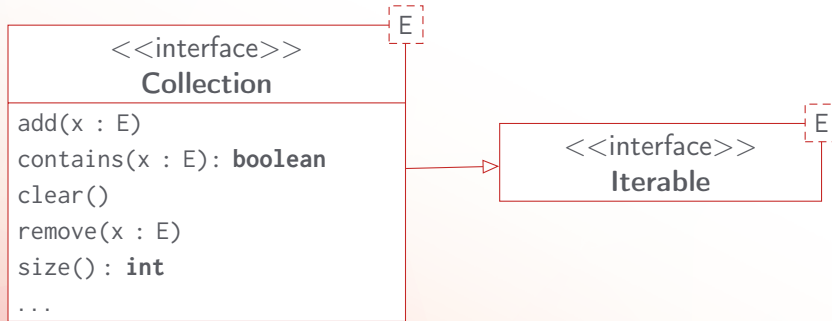 E
<<interface>>
Collection
add(x : E)
contains(x : E): boolean
clear()
remove(x : E)
size() : int
...
E
<<interface>>
Iterable